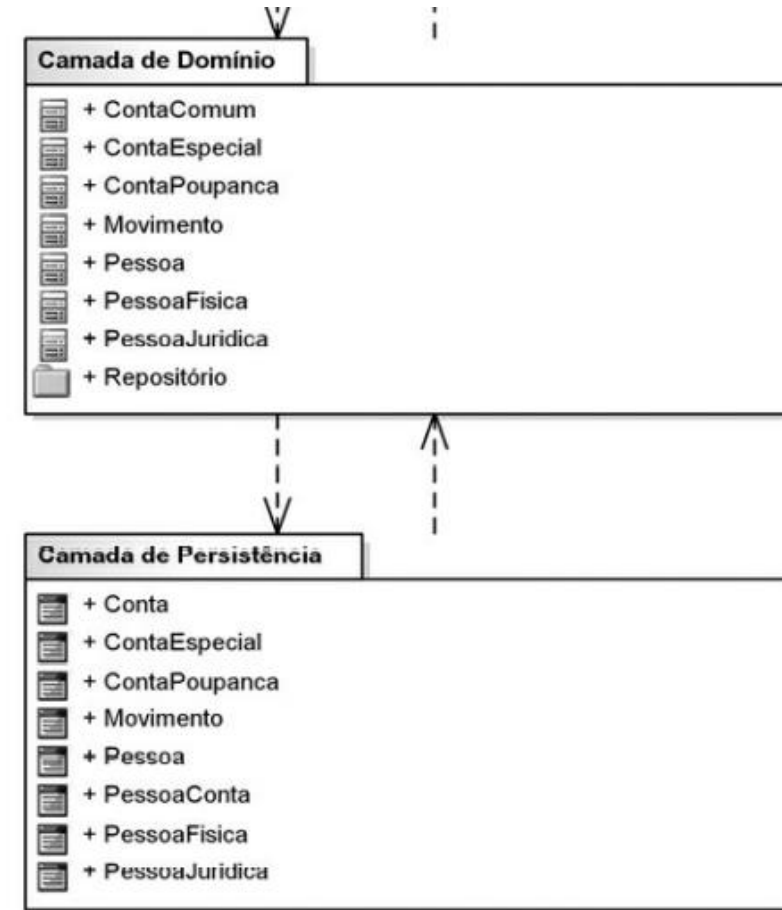 Camada de Domínio
+ ContaComum
+ ContaEspecial
+ ContaPoupanca
+ Movimento
+ Pessoa
+ PessoaFisica
+ PessoaJuridica
+ Repositório
Camada de Persistência
+ Conta
+ ContaEspecial
+ ContaPoupanca
+ Movimento
+ Pessoa
+ PessoaConta
+ PessoaFisica
+ PessoaJuridica